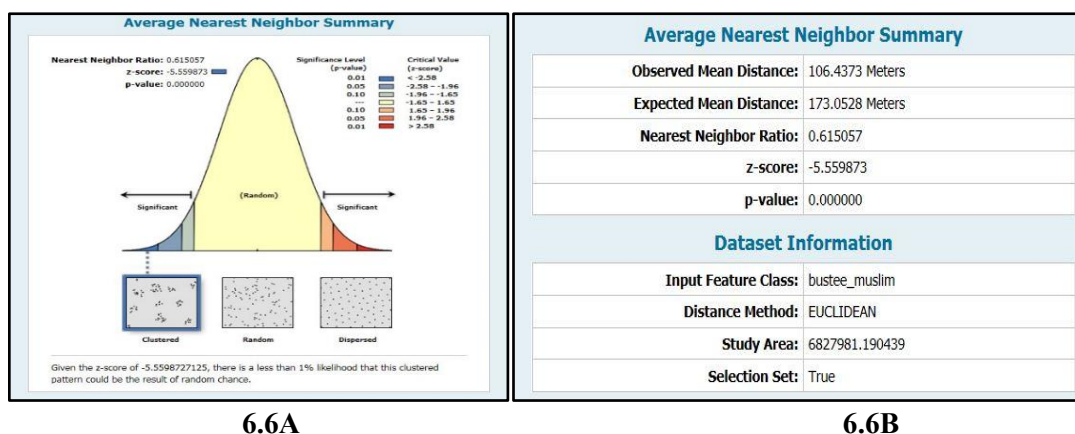 Average Nearest Neighbor Summary
Nearest Neighbor Ratio: 0.615057
z-score: -5.559873
p-value: 0.000000
Significance Level Critical Value
(p-value) (z-score)
0.01 < -2.58
0.05 -2.58 – -1.96
0.10 -1.96 – -1.65
--- -1.65 – 1.65
0.10 1.65 – 1.96
0.05 1.96 – 2.58
0.01 > 2.58
Significant
(Random)
Significant
Clustered
Random
Dispersed
Given the z-score of -5.5598727125, there is a less than 1% likelihood that this clustered
pattern could be the result of random chance.
6.6A
Average Nearest Neighbor Summary
Observed Mean Distance: 106.4373 Meters
Expected Mean Distance: 173.0528 Meters
Nearest Neighbor Ratio: 0.615057
z-score: -5.559873
p-value: 0.000000
Dataset Information
Input Feature Class: bustee_muslim
Distance Method: EUCLIDEAN
Study Area: 6827981.190439
Selection Set: True
6.6B